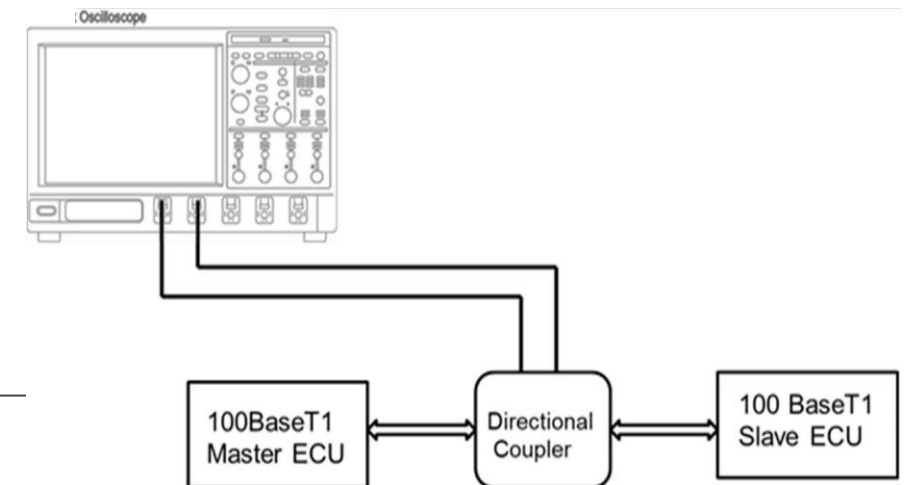 Oscilloscope
100BaseT1
Master ECU
Directional
Coupler
100 BaseT1
Slave ECU